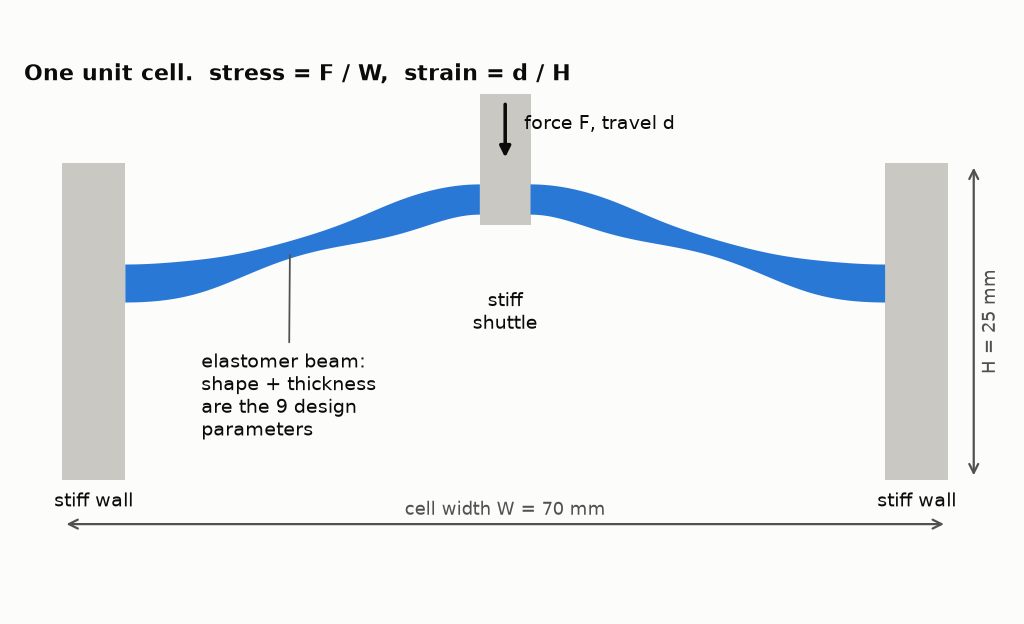 One unit cell.  stress = F / W,  strain = d / H
force F, travel d
stiff
shuttle
H = 25 mm
elastomer beam:
shape + thickness
are the 9 design
parameters
stiff wall
stiff wall
cell width W = 70 mm